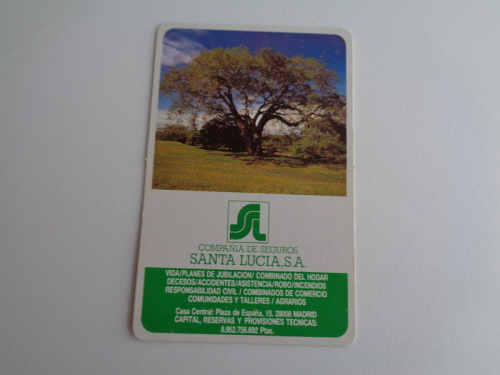 SL
COMPAÑIA DE SEGUROS
SANTA LUCIA, S.A.
VIDA/PLANES DE JUBILACION/ COMBINADO DEL HOGAR
DECESOS/ACCIDENTES/ASISTENCIA/ROBO/INCENDIOS
RESPONSABILIDAD CIVIL / COMBINADOS DE COMERCIO
COMUNIDADES Y TALLERES / AGRARIOS
Casa Central: Plaza de España, 15. 28008 MADRID
CAPITAL, RESERVAS Y PROVISIONES TECNICAS:
8.952.756.692 Ptas.